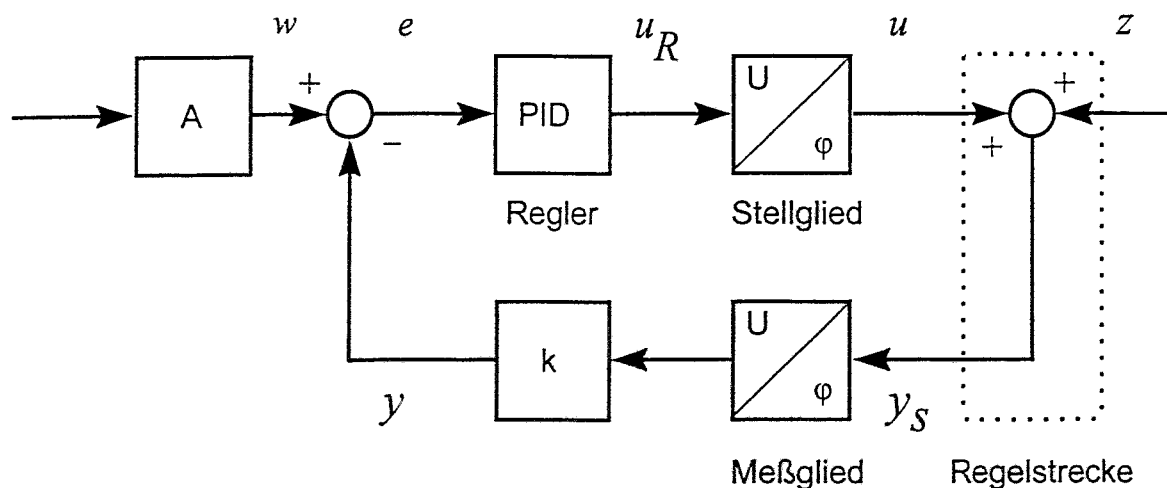 w e u_R u z
+ +
A PID U
φ
− +
Regler Stellglied
U
k
φ
y y_S
Meßglied Regelstrecke